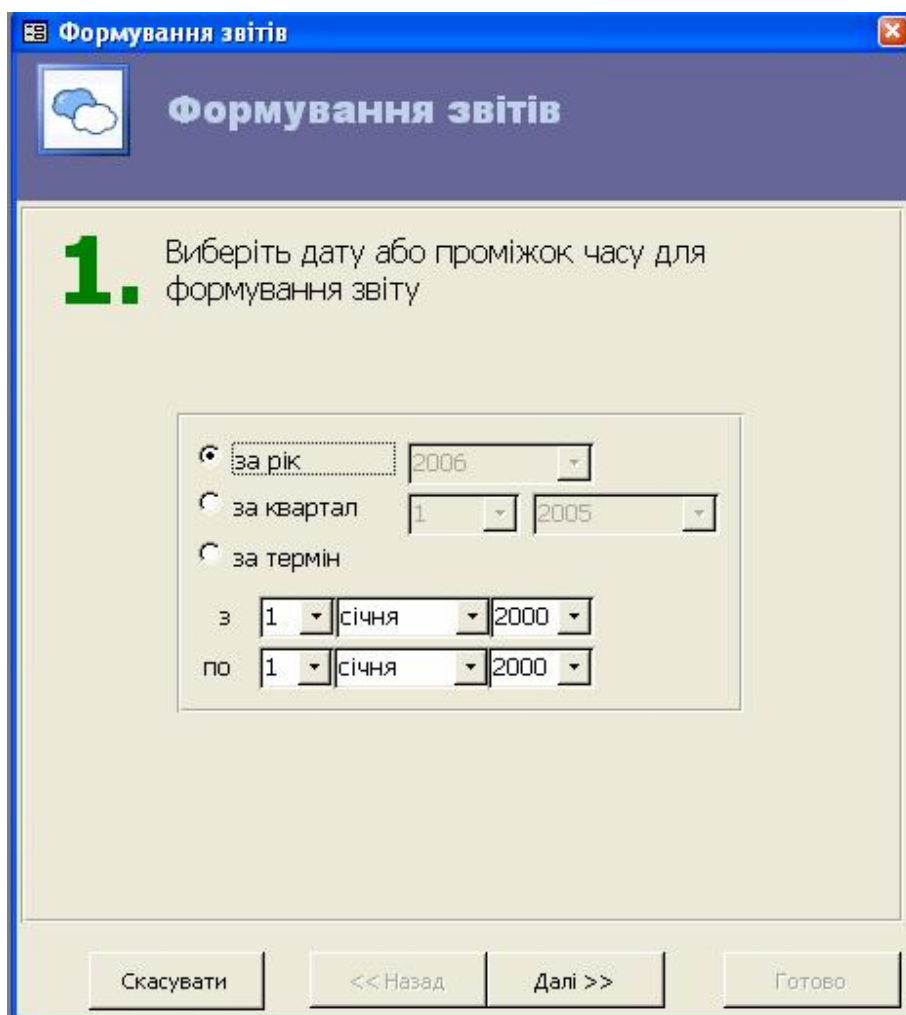 Формування звітів
Формування звітів
1. Виберіть дату або проміжок часу для
формування звіту
за рік 2006
за квартал 1 2005
за термін
з 1 січня 2000
по 1 січня 2000
Скасувати << Назад Далі >> Готово